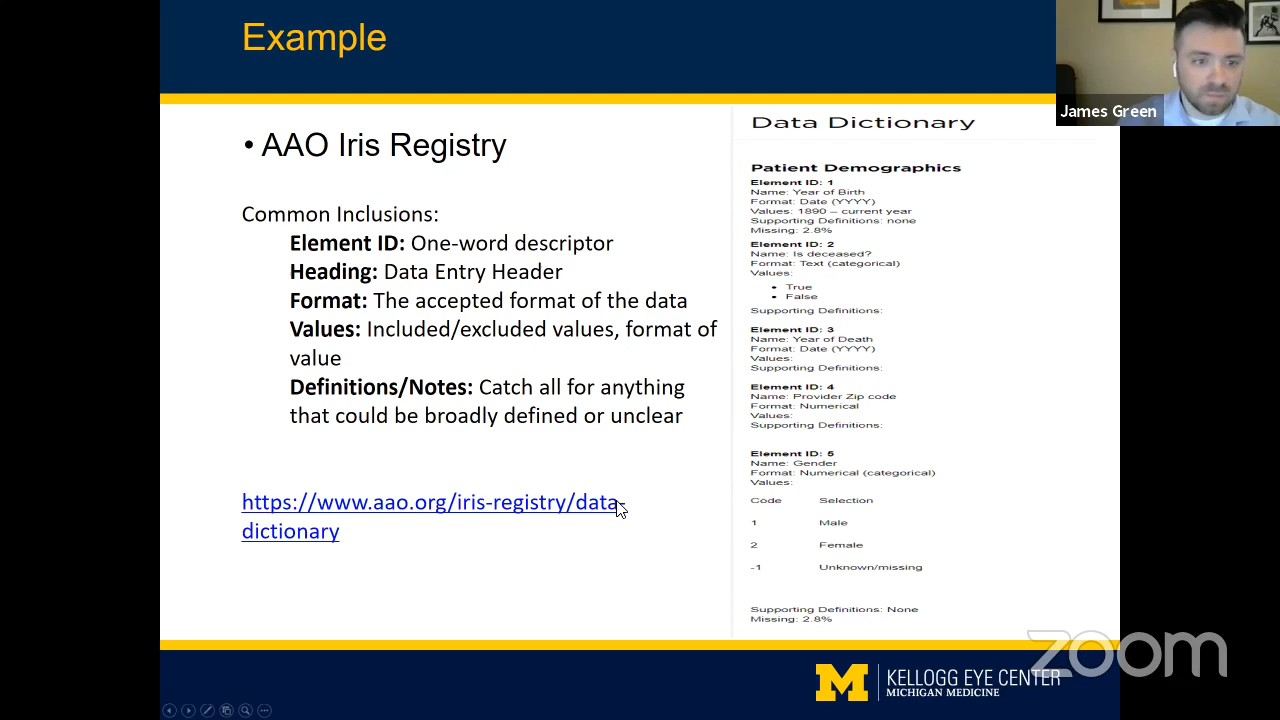 Example
James Green
• AAO Iris Registry
Common Inclusions:
Element ID: One-word descriptor
Heading: Data Entry Header
Format: The accepted format of the data
Values: Included/excluded values, format of
value
Definitions/Notes: Catch all for anything
that could be broadly defined or unclear
https://www.aao.org/iris-registry/data-
dictionary
Data Dictionary
Patient Demographics
Element ID: 1
Name: Year of Birth
Format: Date (YYYY)
Values: 1890 – current year
Supporting Definitions: none
Missing: 2.8%
Element ID: 2
Name: Is deceased?
Format: Text (categorical)
Values:
• True
• False
Supporting Definitions:
Element ID: 3
Name: Year of Death
Format: Date (YYYY)
Values:
Supporting Definitions:
Element ID: 4
Name: Provider Zip code
Format: Numerical
Values:
Supporting Definitions:
Element ID: 5
Name: Gender
Format: Numerical (categorical)
Values:
Code Selection
1 Male
2 Female
-1 Unknown/missing
Supporting Definitions: None
Missing: 2.8%
M KELLOGG EYE CENTER
MICHIGAN MEDICINE
zoom